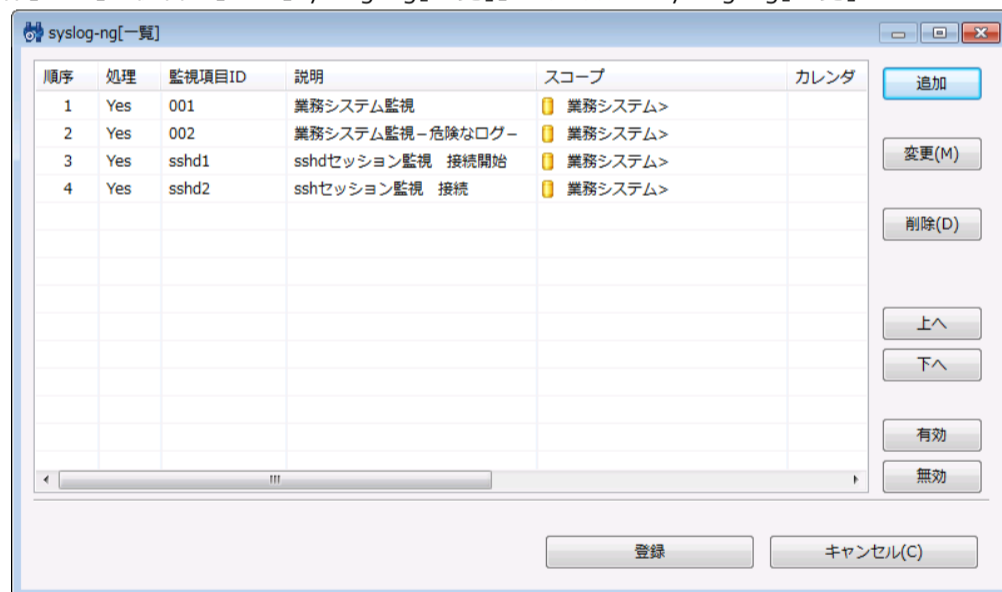 syslog-ng[一覧]
順序 処理 監視項目ID 説明 スコープ カレンダ
1 Yes 001 業務システム監視 業務システム>
2 Yes 002 業務システム監視－危険なログ－ 業務システム>
3 Yes sshd1 sshdセッション監視　接続開始 業務システム>
4 Yes sshd2 sshセッション監視　接続 業務システム>
追加
変更(M)
削除(D)
上へ
下へ
有効
無効
登録 キャンセル(C)